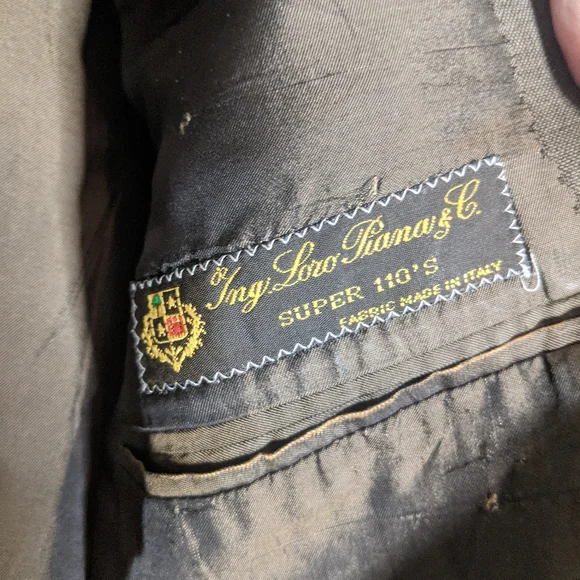 Ing. Loro Piana & C.
SUPER 110'S
FABRIC MADE IN ITALY